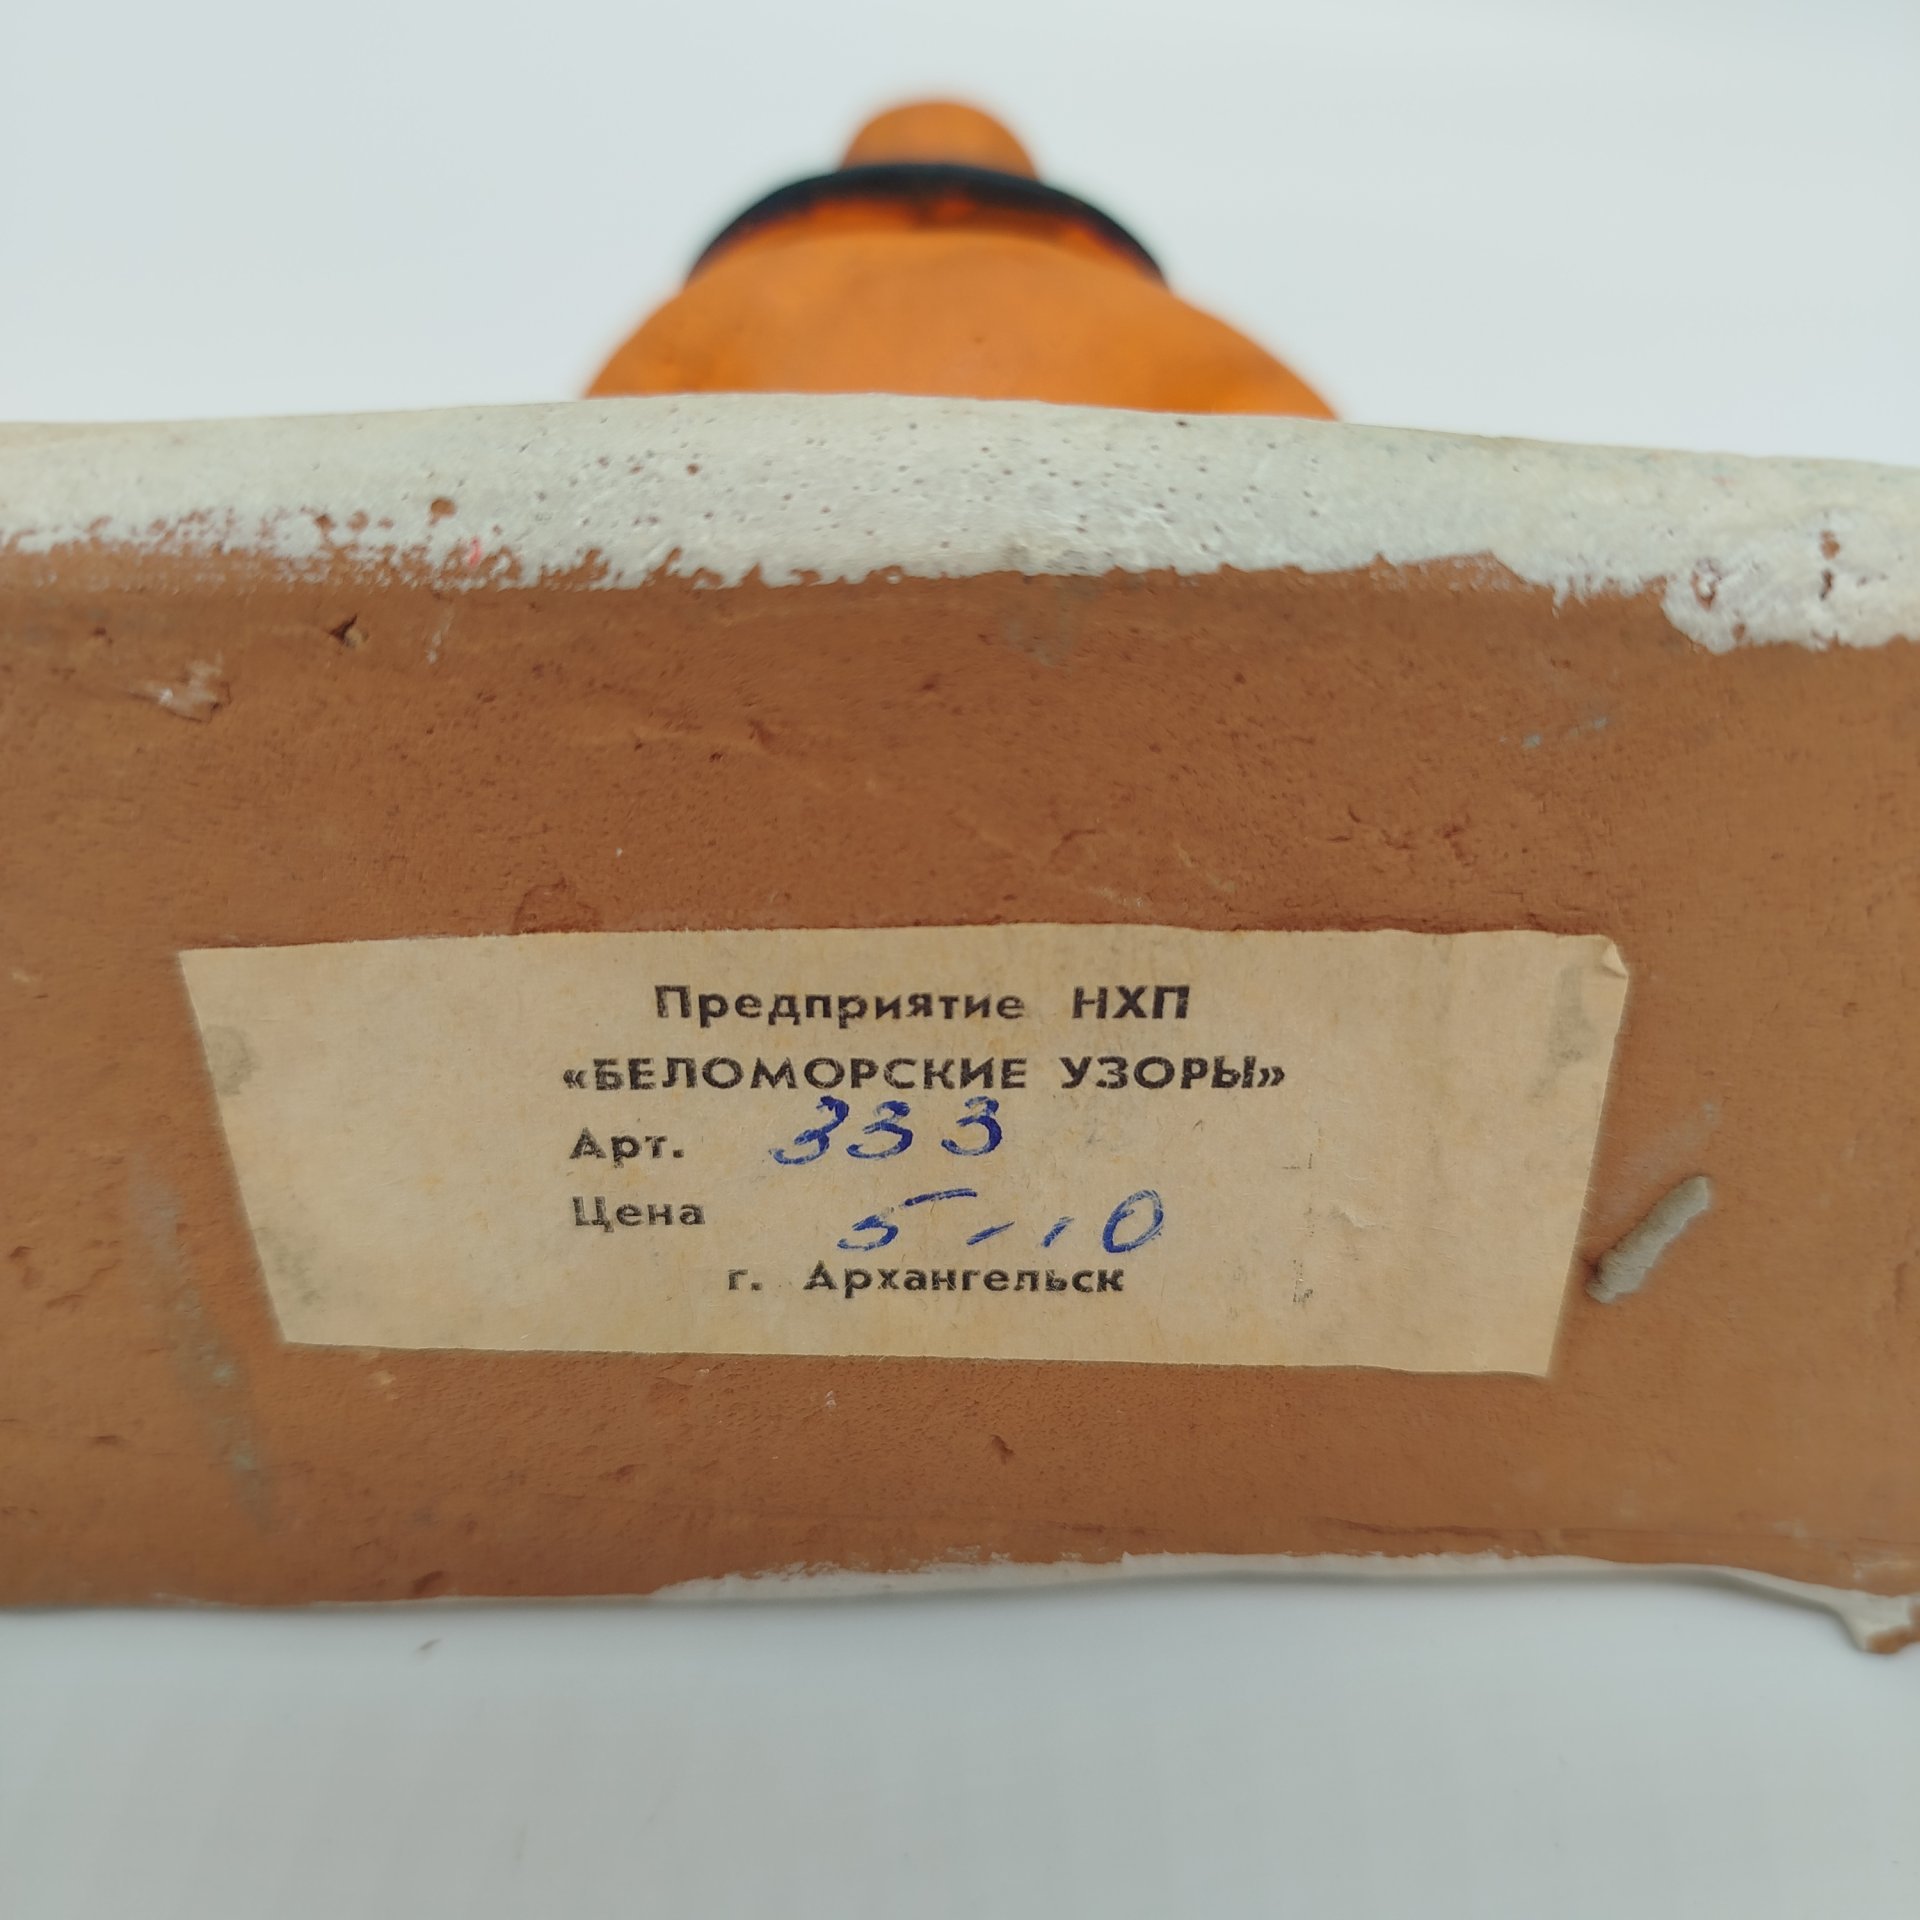 Предприятие НХП
«БЕЛОМОРСКИЕ УЗОРЫ»
Арт. 333
Цена 5-10
г. Архангельск